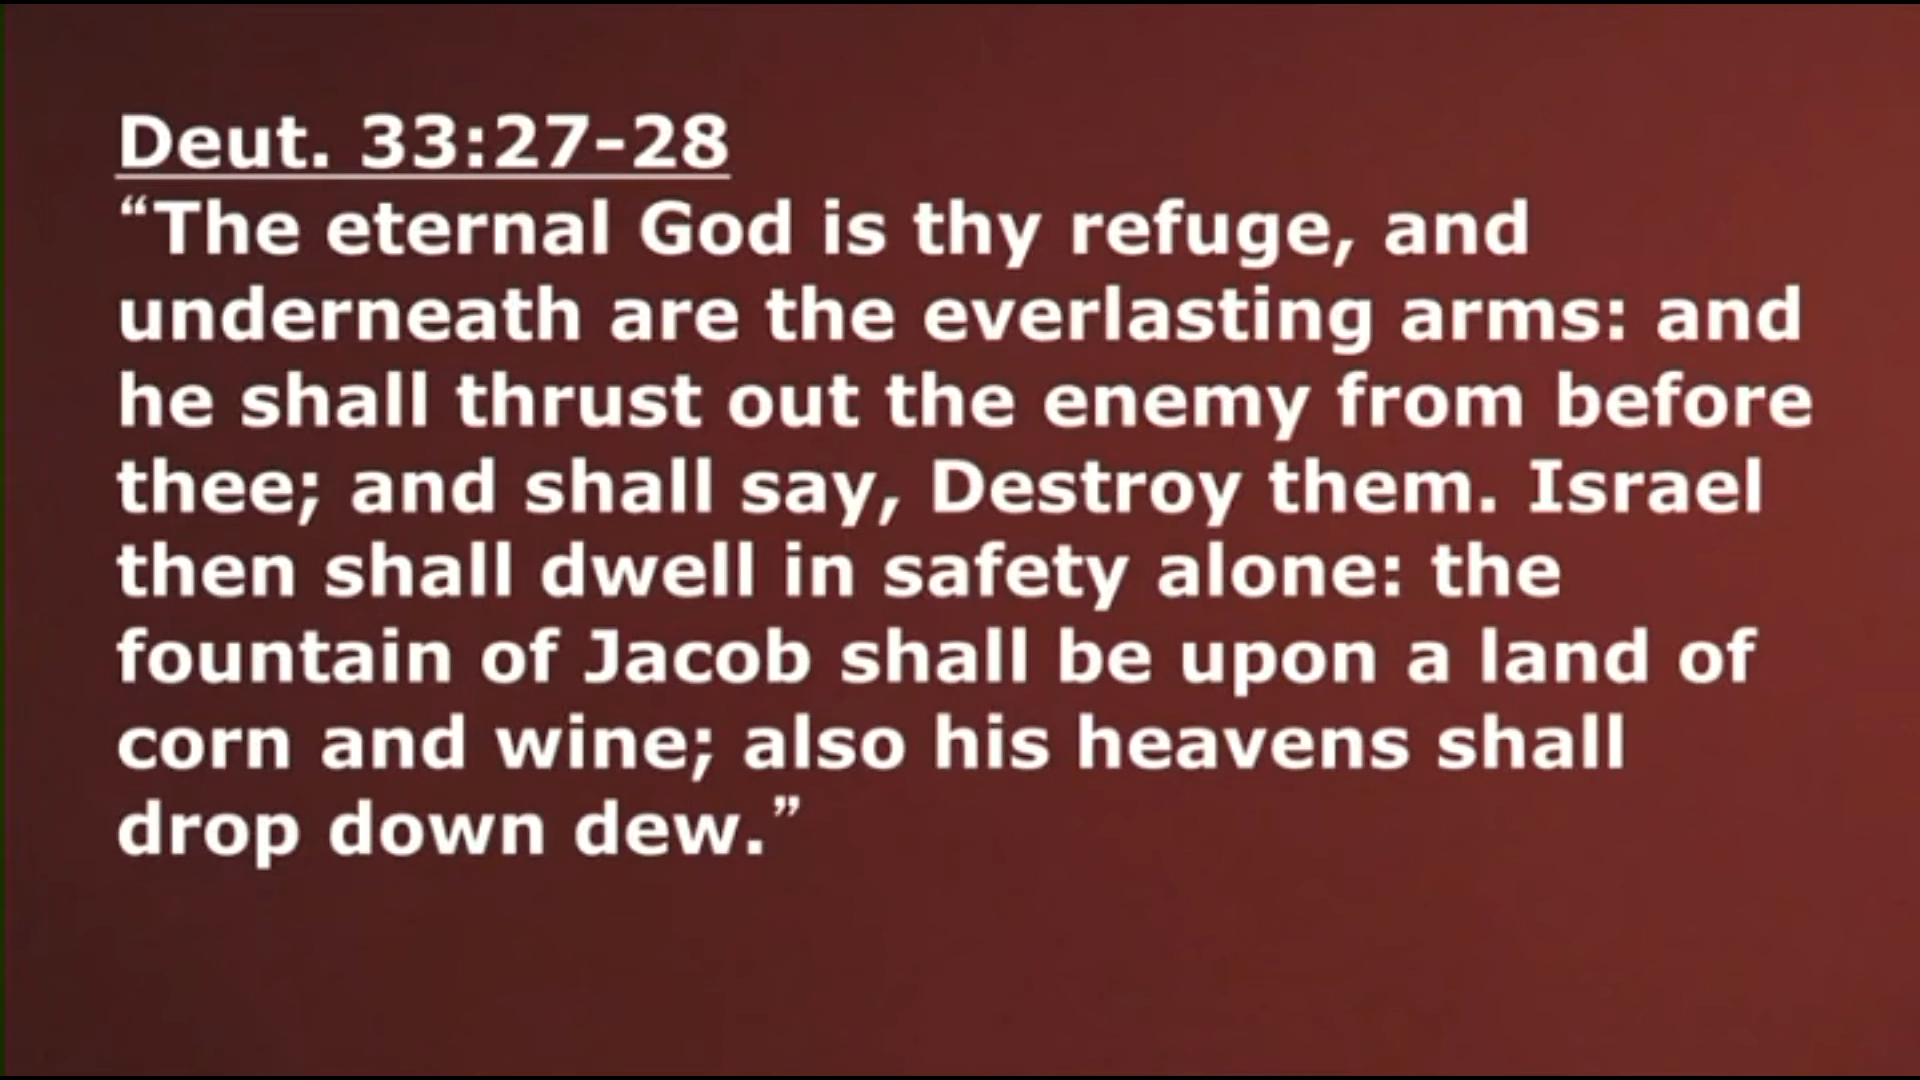 Deut. 33:27-28
“The eternal God is thy refuge, and
underneath are the everlasting arms: and
he shall thrust out the enemy from before
thee; and shall say, Destroy them. Israel
then shall dwell in safety alone: the
fountain of Jacob shall be upon a land of
corn and wine; also his heavens shall
drop down dew.”